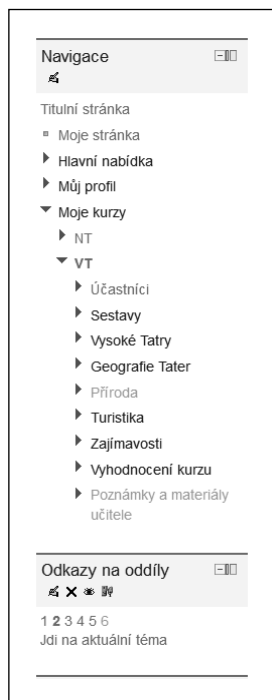 Navigace
Titulní stránka
Moje stránka
Hlavní nabídka
Můj profil
Moje kurzy
NT
VT
Účastníci
Sestavy
Vysoké Tatry
Geografie Tater
Příroda
Turistika
Zajímavosti
Vyhodnocení kurzu
Poznámky a materiály
učitele
Odkazy na oddíly
1 2 3 4 5 6
Jdi na aktuální téma